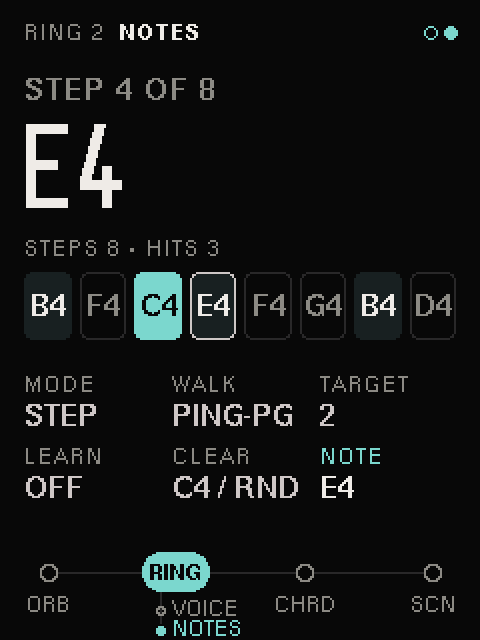 RING 2 NOTES
STEP 4 OF 8
E4
STEPS 8 · HITS 3
B4 F4 C4 E4 F4 G4 B4 D4
MODE WALK TARGET
STEP PING-PG 2
LEARN CLEAR NOTE
OFF C4 / RND E4
RING
ORB VOICE CHRD SCN
NOTES